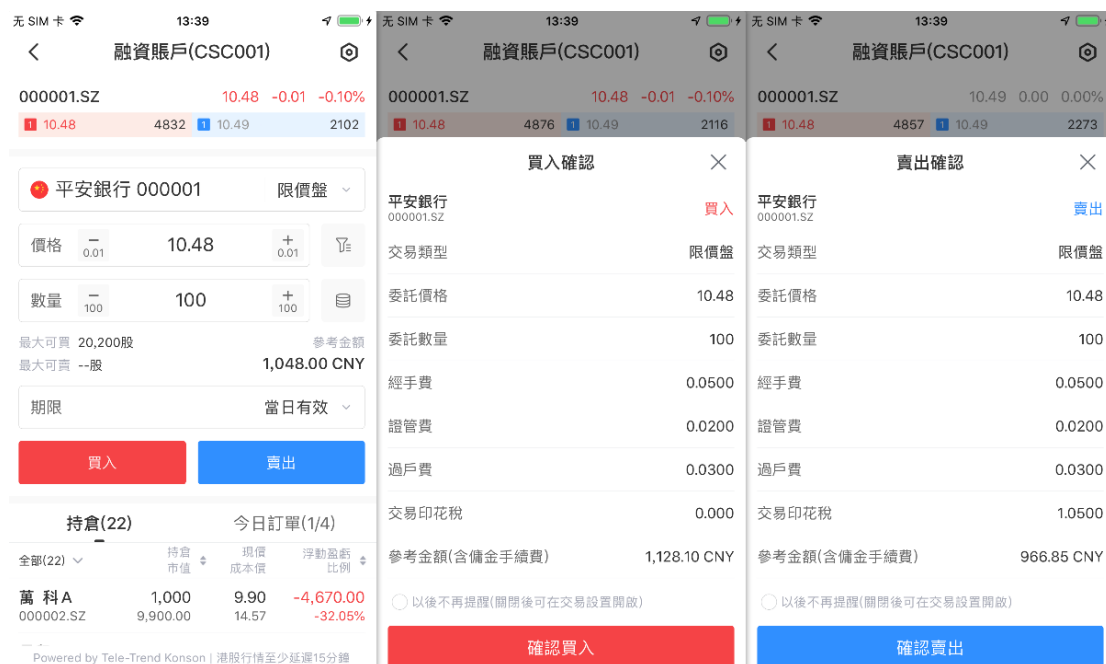 无 SIM 卡 13:39
融資賬戶(CSC001)
000001.SZ 10.48 -0.01 -0.10%
1 10.48 4832 1 10.49 2102
平安銀行 000001 限價盤
價格 − 0.01 10.48 + 0.01
數量 − 100 100 + 100
最大可買 20,200股 參考金額
最大可賣 --股 1,048.00 CNY
期限 當日有效
買入 賣出
持倉(22) 今日訂單(1/4)
全部(22) 持倉 市值 現價 成本價 浮動盈虧 比例
萬 科A 1,000 9.90 -4,670.00
000002.SZ 9,900.00 14.57 -32.05%
Powered by Tele-Trend Konson | 港股行情至少延遲15分鐘
无 SIM 卡 13:39
融資賬戶(CSC001)
000001.SZ 10.48 -0.01 -0.10%
1 10.48 4876 1 10.49 2116
買入確認
平安銀行
000001.SZ 買入
交易類型 限價盤
委託價格 10.48
委託數量 100
經手費 0.0500
證管費 0.0200
過戶費 0.0300
交易印花稅 0.000
參考金額(含傭金手續費) 1,128.10 CNY
以後不再提醒(關閉後可在交易設置開啟)
確認買入
无 SIM 卡 13:39
融資賬戶(CSC001)
000001.SZ 10.49 0.00 0.00%
1 10.48 4857 1 10.49 2273
賣出確認
平安銀行
000001.SZ 賣出
交易類型 限價盤
委託價格 10.48
委託數量 100
經手費 0.0500
證管費 0.0200
過戶費 0.0300
交易印花稅 1.0500
參考金額(含傭金手續費) 966.85 CNY
以後不再提醒(關閉後可在交易設置開啟)
確認賣出